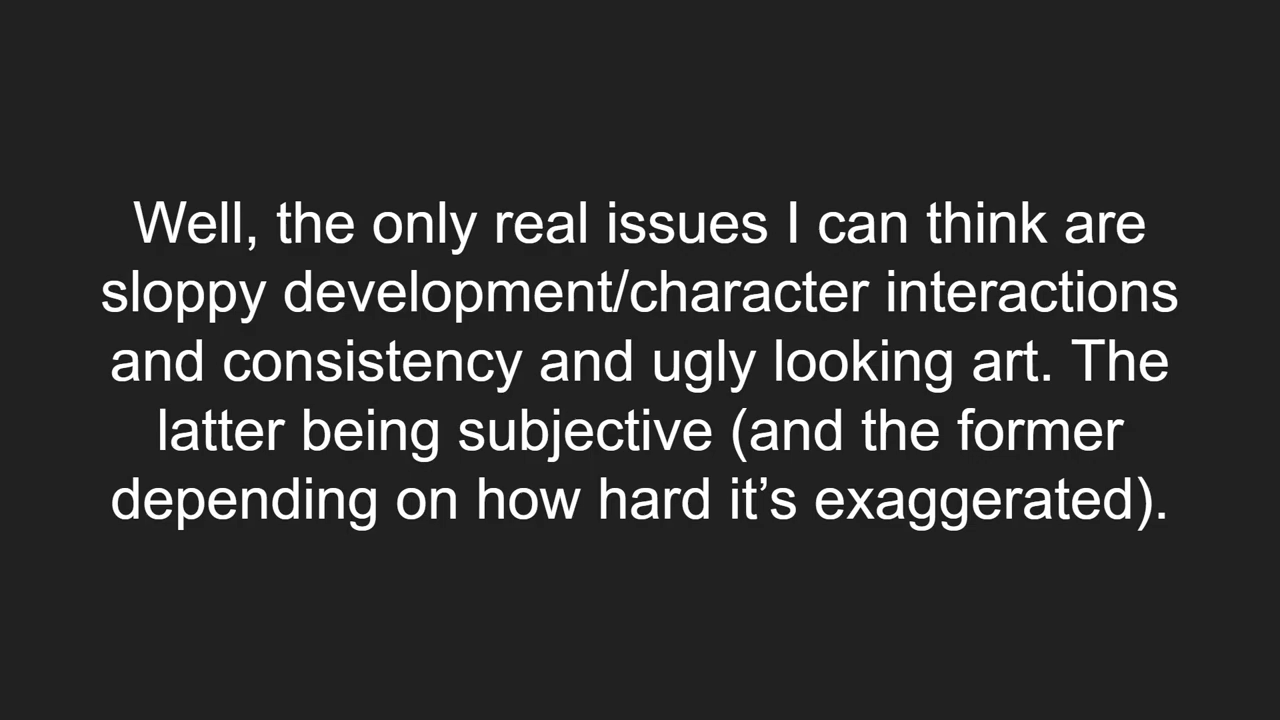 Well, the only real issues I can think are
sloppy development/character interactions
and consistency and ugly looking art. The
latter being subjective (and the former
depending on how hard it’s exaggerated).